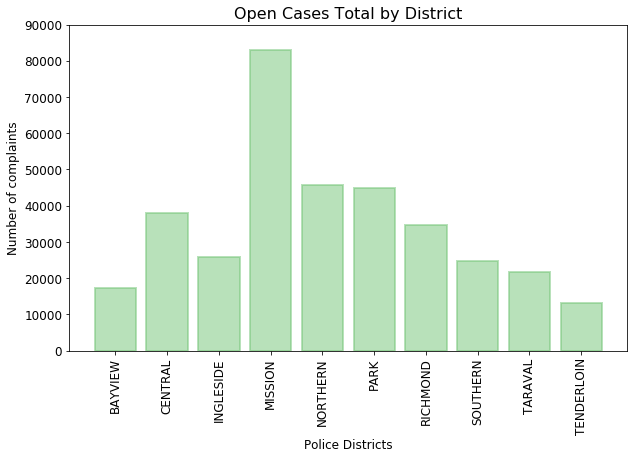 Open Cases Total by District
90000
80000
70000
60000
50000
40000
30000
20000
10000
0
Number of complaints
BAYVIEW
CENTRAL
INGLESIDE
MISSION
NORTHERN
PARK
RICHMOND
SOUTHERN
TARAVAL
TENDERLOIN
Police Districts